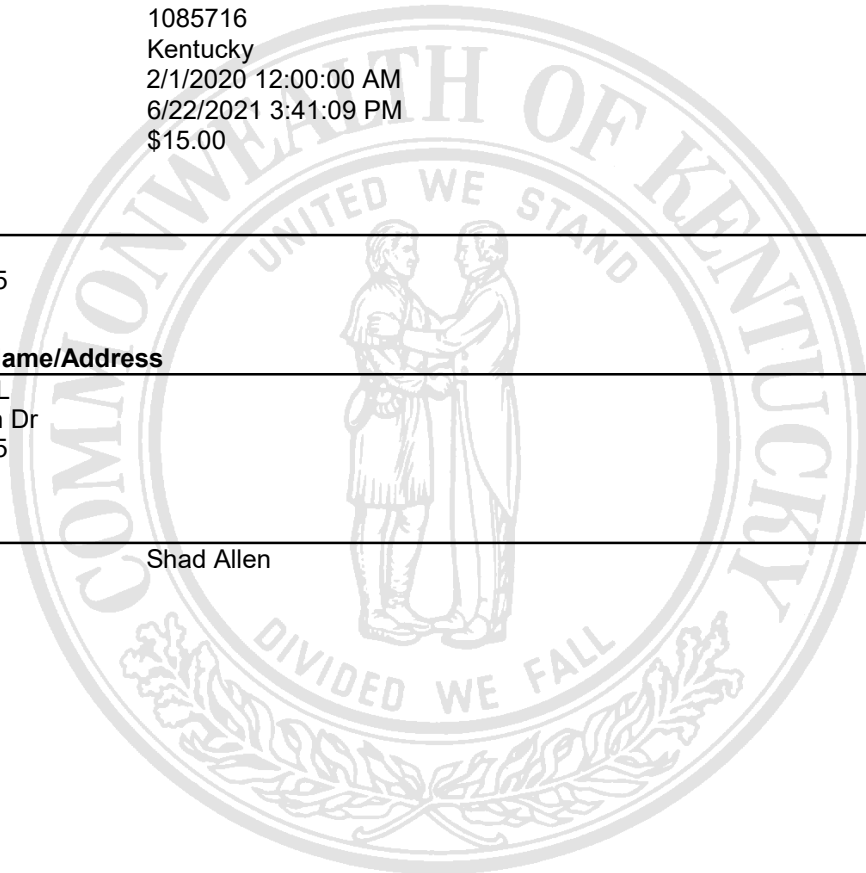 1085716
Kentucky
2/1/2020 12:00:00 AM
6/22/2021 3:41:09 PM
$15.00
COMMONWEALTH OF KENTUCKY
UNITED WE STAND
5
ame/Address
L
n Dr
5
Shad Allen
DIVIDED WE FALL